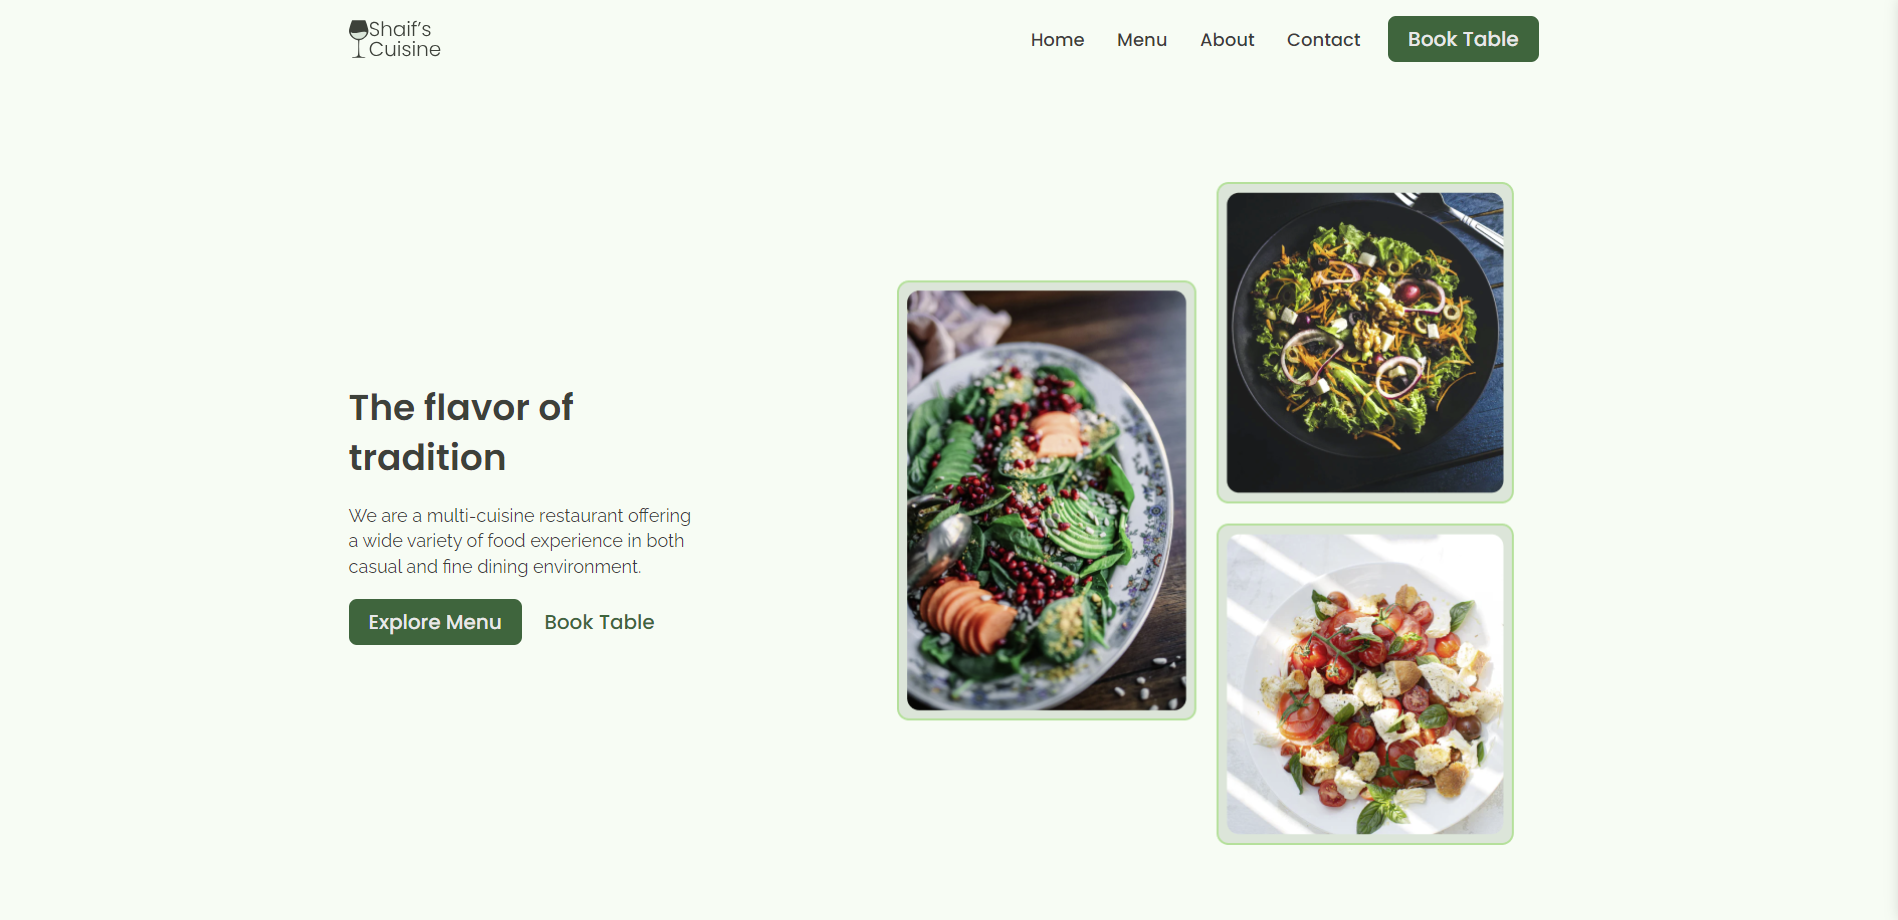 Shaif's
Cuisine
Home Menu About Contact Book Table
The flavor of
tradition
We are a multi-cuisine restaurant offering
a wide variety of food experience in both
casual and fine dining environment.
Explore Menu Book Table